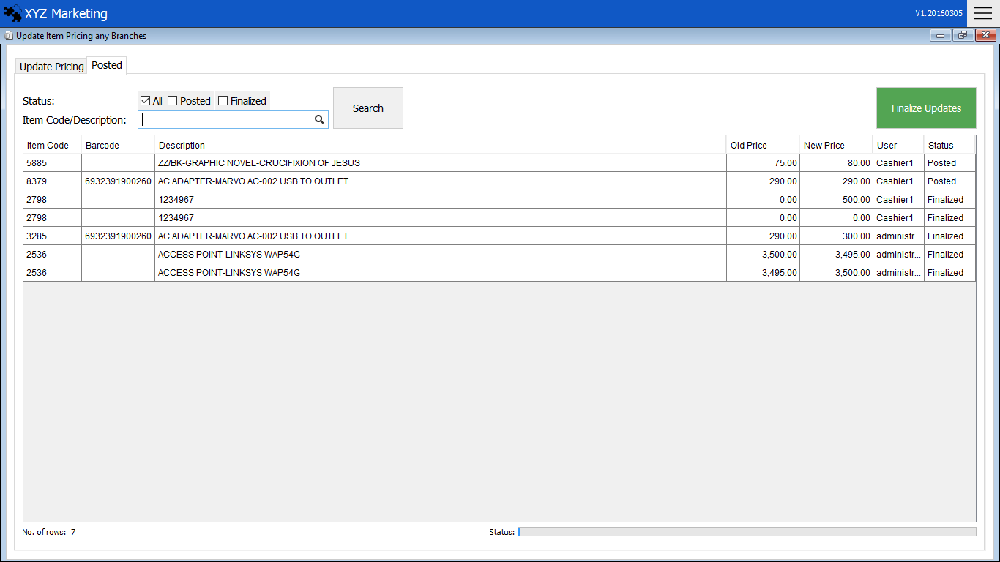 XYZ Marketing
V1.20160305
Update Item Pricing any Branches
Update Pricing Posted
Status: All Posted Finalized
Item Code/Description:
Search
Finalize Updates
Item Code Barcode Description Old Price New Price User Status
5885 ZZ/BK-GRAPHIC NOVEL-CRUCIFIXION OF JESUS 75.00 80.00 Cashier1 Posted
8379 6932391900260 AC ADAPTER-MARVO AC-002 USB TO OUTLET 290.00 290.00 Cashier1 Posted
2798 1234967 0.00 500.00 Cashier1 Finalized
2798 1234967 0.00 0.00 Cashier1 Finalized
3285 6932391900260 AC ADAPTER-MARVO AC-002 USB TO OUTLET 290.00 300.00 administr... Finalized
2536 ACCESS POINT-LINKSYS WAP54G 3,500.00 3,495.00 administr... Finalized
2536 ACCESS POINT-LINKSYS WAP54G 3,495.00 3,500.00 administr... Finalized
No. of rows: 7
Status: